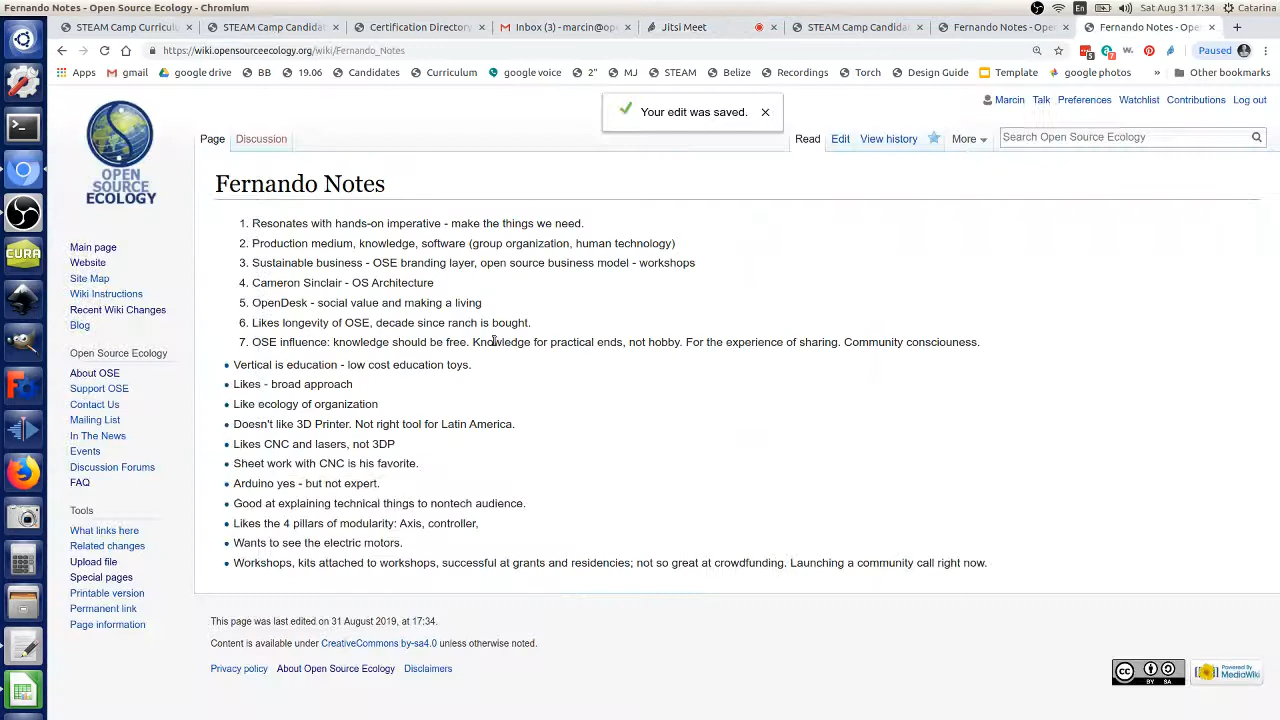 Fernando Notes - Open Source Ecology - Chromium
En
Sat Aug 31 17:34
Catarina
STEAM Camp Curricul
STEAM Camp Candidat
Certification Directory
Inbox (3) - marcin@op
Jitsi Meet
STEAM Camp Candidat
Fernando Notes - Open
Fernando Notes - Open
https://wiki.opensourceecology.org/wiki/Fernando_Notes
Paused
Apps
gmail
google drive
BB
19.06
Candidates
Curriculum
google voice
2"
MJ
STEAM
Belize
Recordings
Torch
Design Guide
Template
google photos
»
Other bookmarks
Marcin
Talk
Preferences
Watchlist
Contributions
Log out
Your edit was saved.
Page
Discussion
Read
Edit
View history
More
Search Open Source Ecology
OPEN
SOURCE
ECOLOGY
Fernando Notes
1. Resonates with hands-on imperative - make the things we need.
2. Production medium, knowledge, software (group organization, human technology)
3. Sustainable business - OSE branding layer, open source business model - workshops
4. Cameron Sinclair - OS Architecture
5. OpenDesk - social value and making a living
6. Likes longevity of OSE, decade since ranch is bought.
7. OSE influence: knowledge should be free. Knowledge for practical ends, not hobby. For the experience of sharing. Community consciousness.
Vertical is education - low cost education toys.
Likes - broad approach
Like ecology of organization
Doesn't like 3D Printer. Not right tool for Latin America.
Likes CNC and lasers, not 3DP
Sheet work with CNC is his favorite.
Arduino yes - but not expert.
Good at explaining technical things to nontech audience.
Likes the 4 pillars of modularity: Axis, controller,
Wants to see the electric motors.
Workshops, kits attached to workshops, successful at grants and residencies; not so great at crowdfunding. Launching a community call right now.
Main page
Website
Site Map
Wiki Instructions
Recent Wiki Changes
Blog
Open Source Ecology
About OSE
Support OSE
Contact Us
Mailing List
In The News
Events
Discussion Forums
FAQ
Tools
What links here
Related changes
Upload file
Special pages
Printable version
Permanent link
Page information
CURA
This page was last edited on 31 August 2019, at 17:34.
Content is available under CreativeCommons by-sa4.0 unless otherwise noted.
Privacy policy
About Open Source Ecology
Disclaimers
CC
BY
SA
Powered By
MediaWiki